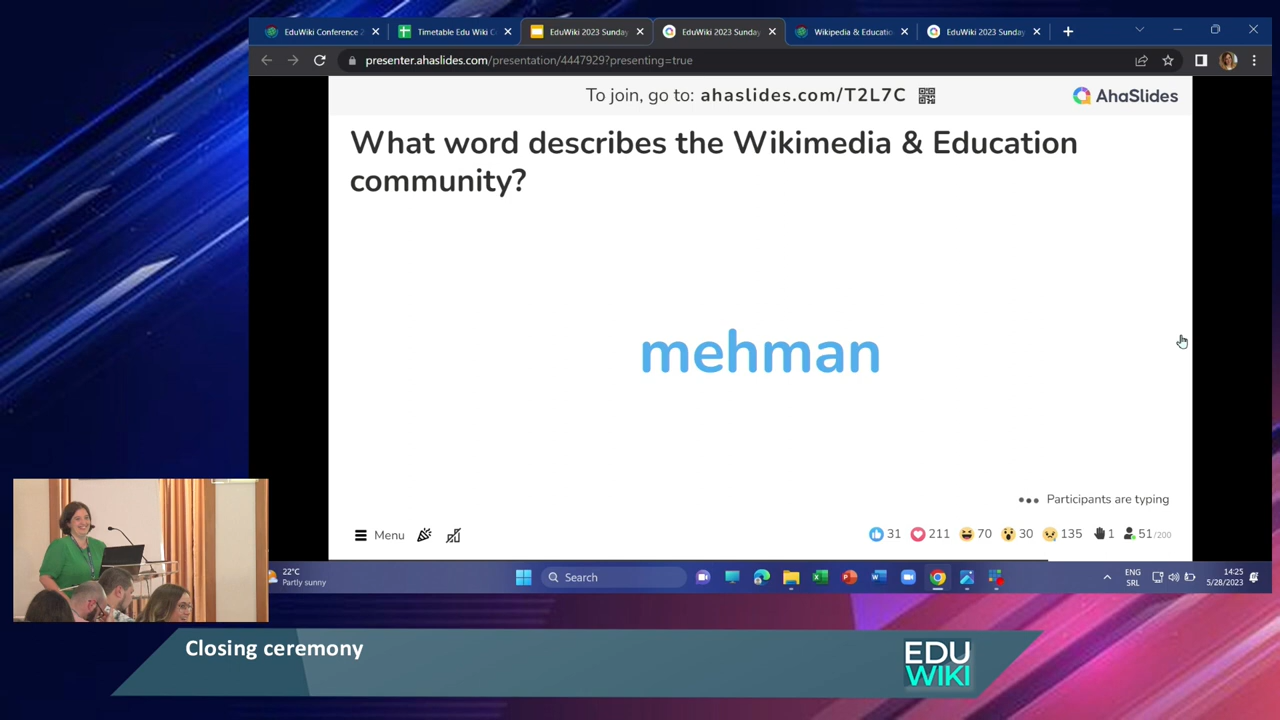 EduWiki Conference 2
Timetable Edu Wiki C
EduWiki 2023 Sunday
EduWiki 2023 Sunday
Wikipedia & Educatio
EduWiki 2023 Sunday
presenter.ahaslides.com/presentation/4447929?presenting=true
To join, go to: ahaslides.com/T2L7C
AhaSlides
What word describes the Wikimedia & Education
community?
mehman
Participants are typing
Menu
31 211 70 30 135 1 51/200
22°C
Partly sunny
Search
ENG
SRL
14:25
5/28/2023
Closing ceremony
EDU
WIKI